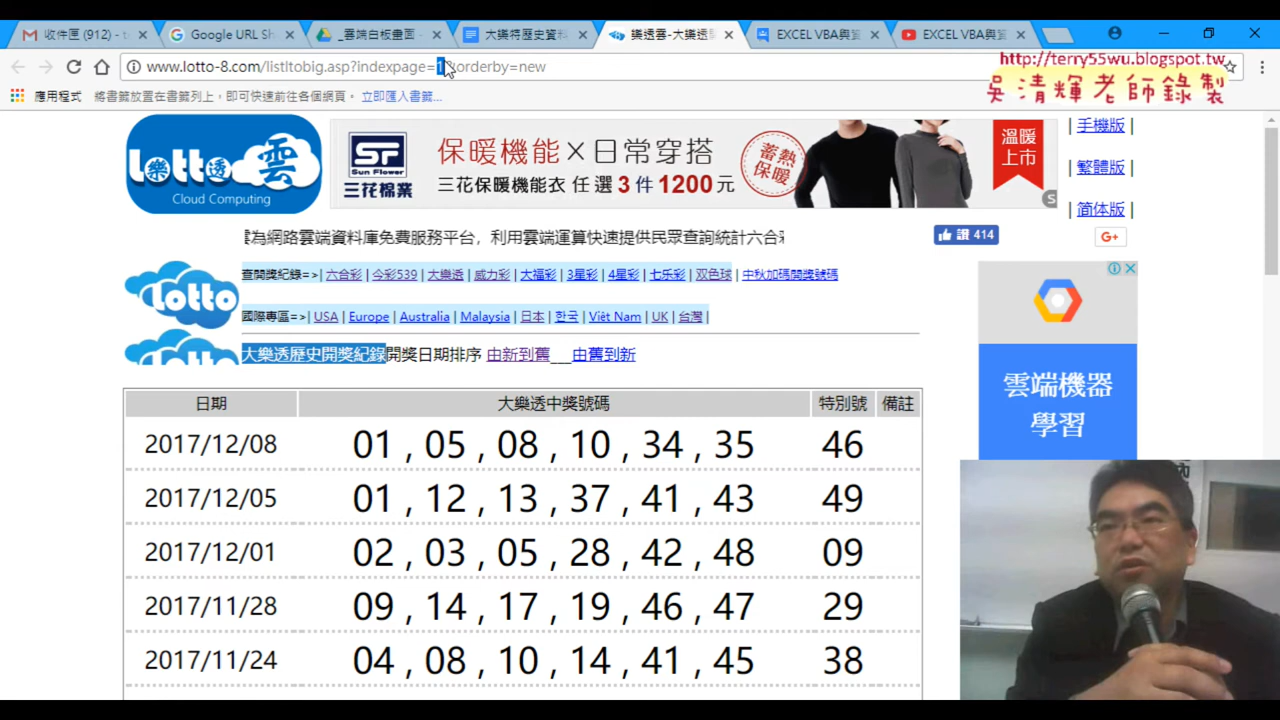 收件匣 (912) - t
Google URL Sh
_雲端白板畫面 -
大樂得歷史資料
樂透雲-大樂透
EXCEL VBA與資
EXCEL VBA與資
www.lotto-8.com/listltobig.asp?indexpage=1&orderby=new
http://terry55wu.blogspot.tw
吳清輝老師錄製
應用程式 將書籤放置在書籤列上，即可快速前往各個網頁。 立即匯入書籤...
Lotto 樂透雲
Cloud Computing
SF
Sun Flower
三花棉業
保暖機能×日常穿搭
三花保暖機能衣 任選 3 件 1200 元
蓄熱保暖
溫暖上市
| 手機版 |
| 繁體版 |
| 简体版 |
為網路雲端資料庫免費服務平台，利用雲端運算快速提供民眾查詢統計六合彩
讚 414
G+
Lotto
查開獎紀錄=>| 六合彩 | 今彩539 | 大樂透 | 威力彩 | 大福彩 | 3星彩 | 4星彩 | 七乐彩 | 双色球 | 中秋加碼開獎號碼
國際專區=>| USA | Europe | Australia | Malaysia | 日本 | 한국 | Việt Nam | UK | 台灣 |
大樂透歷史開獎紀錄開獎日期排序 由新到舊___由舊到新
日期 大樂透中獎號碼 特別號 備註
2017/12/08 01 , 05 , 08 , 10 , 34 , 35 46
2017/12/05 01 , 12 , 13 , 37 , 41 , 43 49
2017/12/01 02 , 03 , 05 , 28 , 42 , 48 09
2017/11/28 09 , 14 , 17 , 19 , 46 , 47 29
2017/11/24 04 , 08 , 10 , 14 , 41 , 45 38
雲端機器
學習